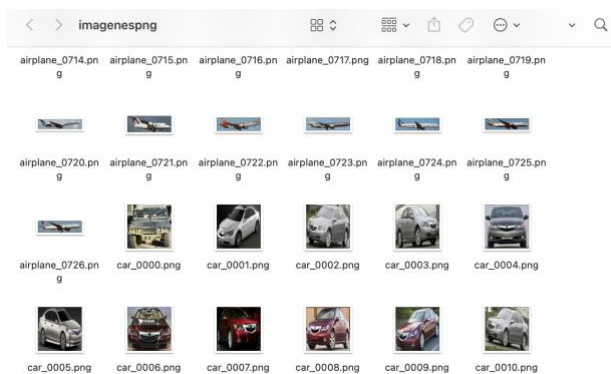 imagenespng
airplane_0714.pn airplane_0715.pn airplane_0716.pn airplane_0717.png airplane_0718.pn airplane_0719.pn
g g g g g
airplane_0720.pn airplane_0721.pn airplane_0722.pn airplane_0723.pn airplane_0724.pn airplane_0725.pn
g g g g g g
airplane_0726.pn car_0000.png car_0001.png car_0002.png car_0003.png car_0004.png
g
car_0005.png car_0006.png car_0007.png car_0008.png car_0009.png car_0010.png